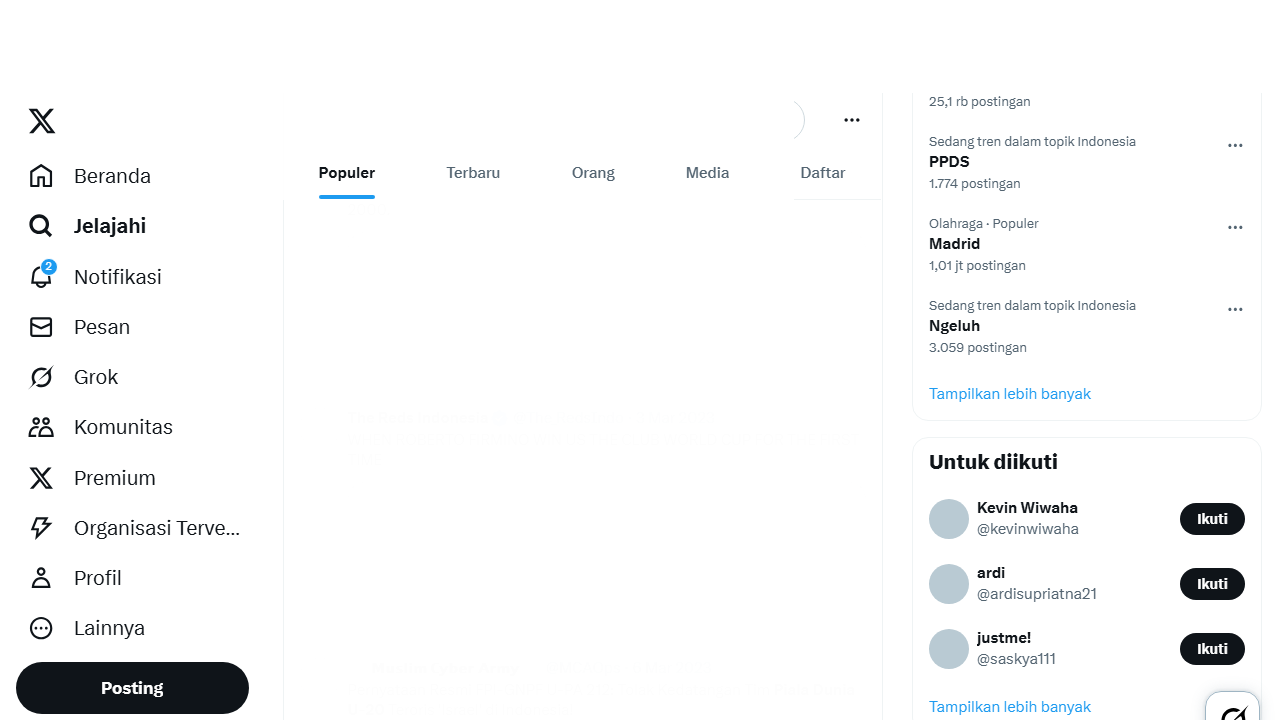 Beranda
Jelajahi
2
Notifikasi
Pesan
Grok
Komunitas
Premium
Organisasi Terve...
Profil
Lainnya
Posting
Populer
Terbaru
Orang
Media
Daftar
25,1 rb postingan
Sedang tren dalam topik Indonesia
PPDS
1.774 postingan
Olahraga · Populer
Madrid
1,01 jt postingan
Sedang tren dalam topik Indonesia
Ngeluh
3.059 postingan
Tampilkan lebih banyak
Untuk diikuti
Kevin Wiwaha
@kevinwiwaha
Ikuti
ardi
@ardisupriatna21
Ikuti
justme!
@saskya111
Ikuti
Tampilkan lebih banyak